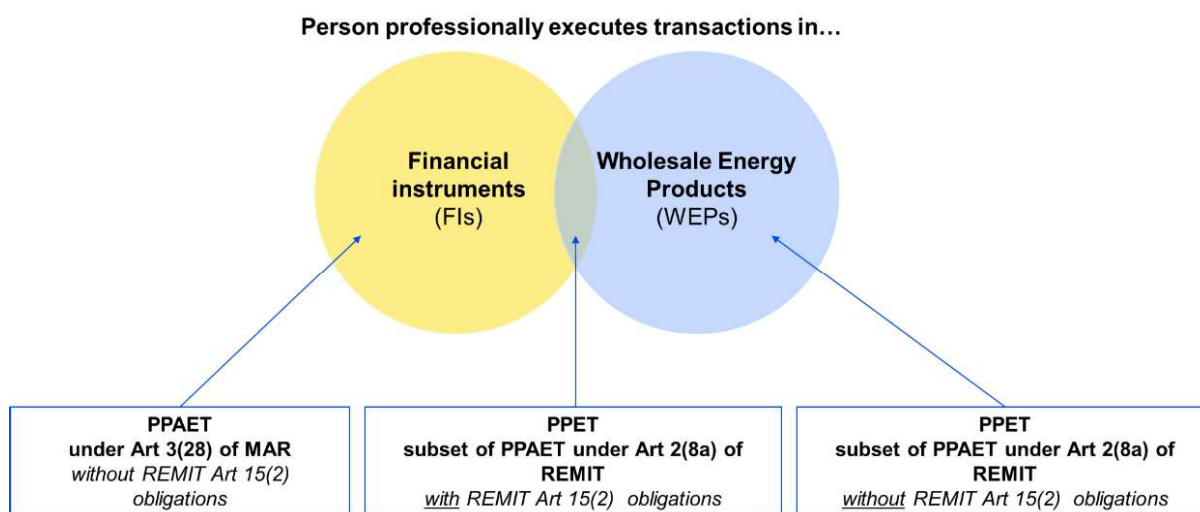 Person professionally executes transactions in…
Financial
instruments
(FIs)
Wholesale Energy
Products
(WEPs)
PPAET
under Art 3(28) of MAR
without REMIT Art 15(2)
obligations
PPET
subset of PPAET under Art 2(8a) of
REMIT
with REMIT Art 15(2) obligations
PPET
subset of PPAET under Art 2(8a) of
REMIT
without REMIT Art 15(2) obligations